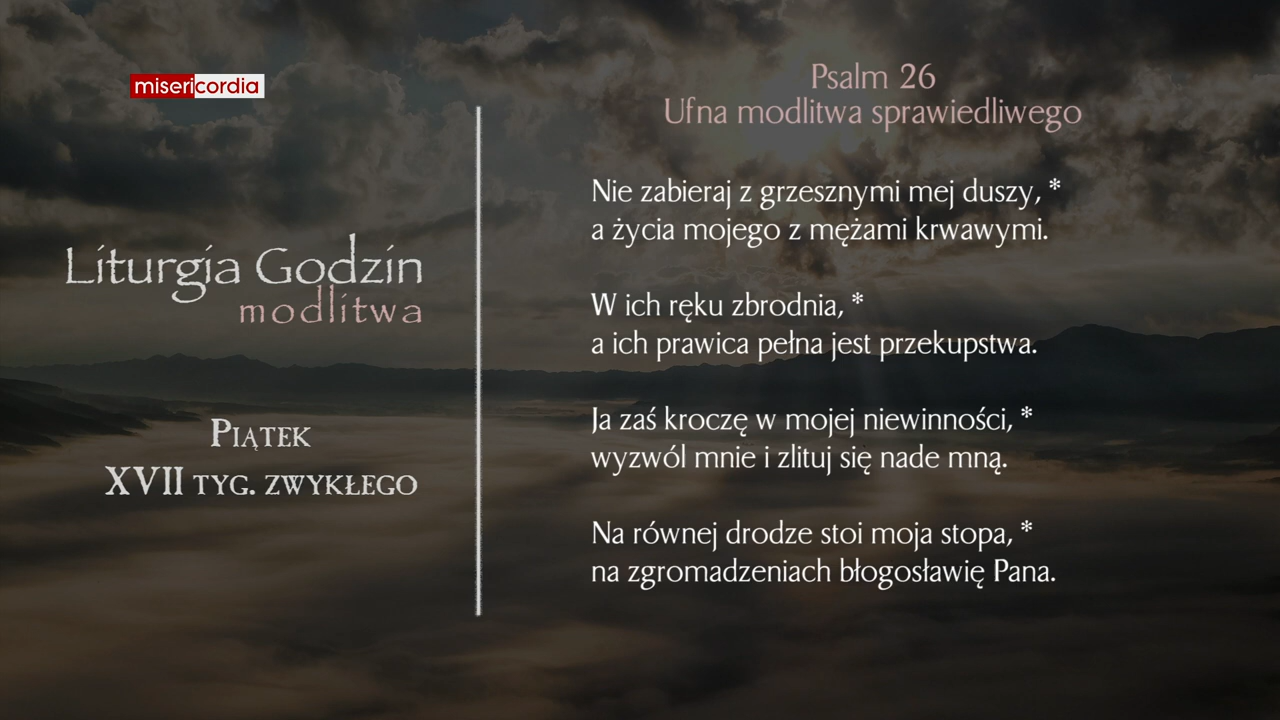 misericordia
Liturgia Godzin
modlitwa
Piątek
XVII tyg. zwykłego
Psalm 26
Ufna modlitwa sprawiedliwego
Nie zabieraj z grzesznymi mej duszy, *
a życia mojego z mężami krwawymi.
W ich ręku zbrodnia, *
a ich prawica pełna jest przekupstwa.
Ja zaś kroczę w mojej niewinności, *
wyzwól mnie i zlituj się nade mną.
Na równej drodze stoi moja stopa, *
na zgromadzeniach błogosławię Pana.